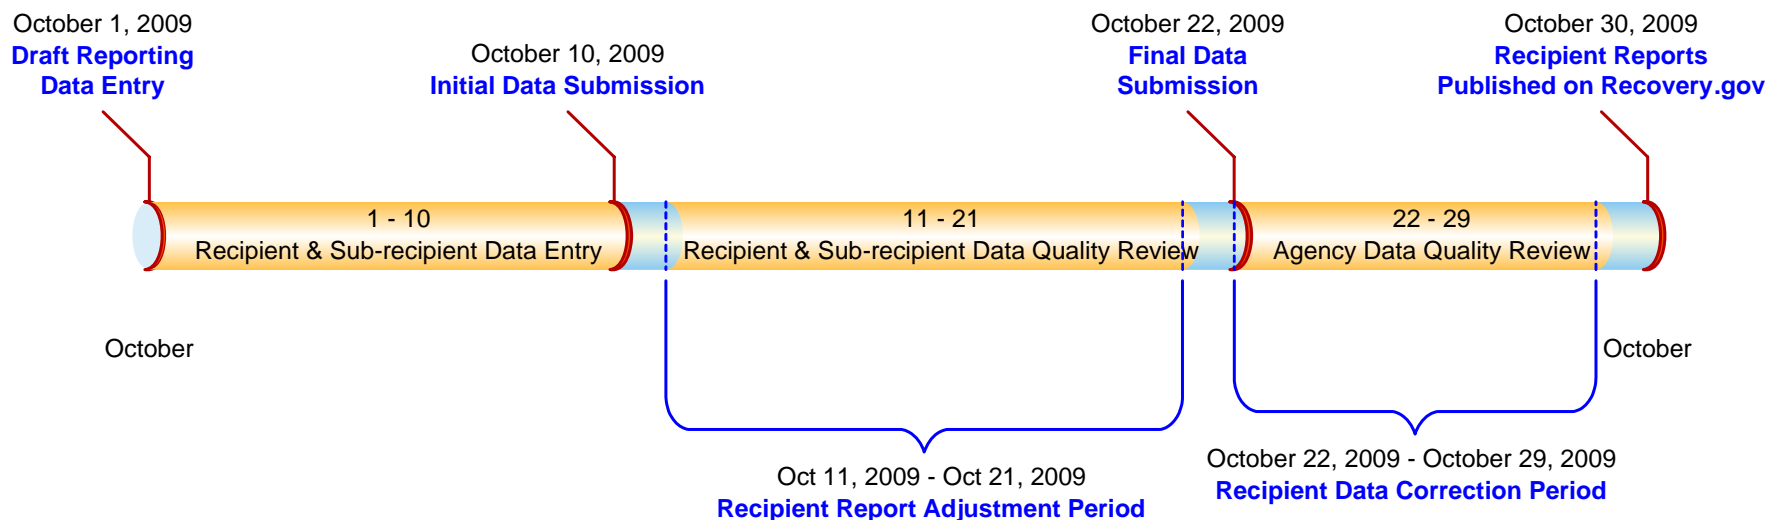 October 1, 2009
Draft Reporting
Data Entry
October 10, 2009
Initial Data Submission
October 22, 2009
Final Data
Submission
October 30, 2009
Recipient Reports
Published on Recovery.gov
1 - 10
Recipient & Sub-recipient Data Entry
11 - 21
Recipient & Sub-recipient Data Quality Review
22 - 29
Agency Data Quality Review
October
October
Oct 11, 2009 - Oct 21, 2009
Recipient Report Adjustment Period
October 22, 2009 - October 29, 2009
Recipient Data Correction Period